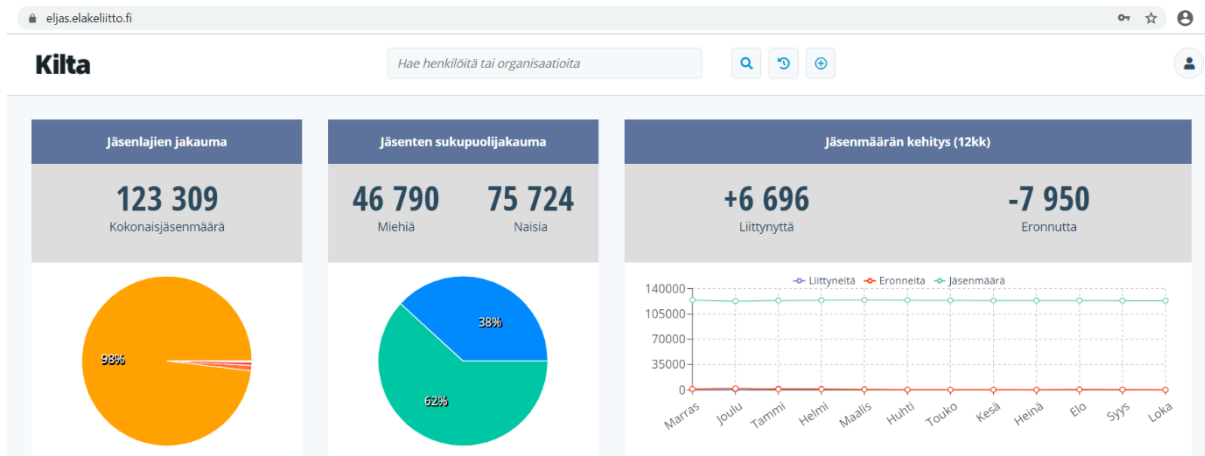 eljas.elakeliitto.fi
Kilta
Hae henkilöitä tai organisaatioita
Jäsenlajien jakauma
123 309
Kokonaisjäsenmäärä
98%
Jäsenten sukupuolijakauma
46 790
Miehiä
75 724
Naisia
38%
62%
Jäsenmäärän kehitys (12kk)
+6 696
Liittynyttä
-7 950
Eronnutta
Liittyneitä Eronneita Jäsenmäärä
140000
105000
70000
35000
0
Marras Joulu Tammi Helmi Maalis Huhti Touko Kesä Heinä Elo Syys Loka